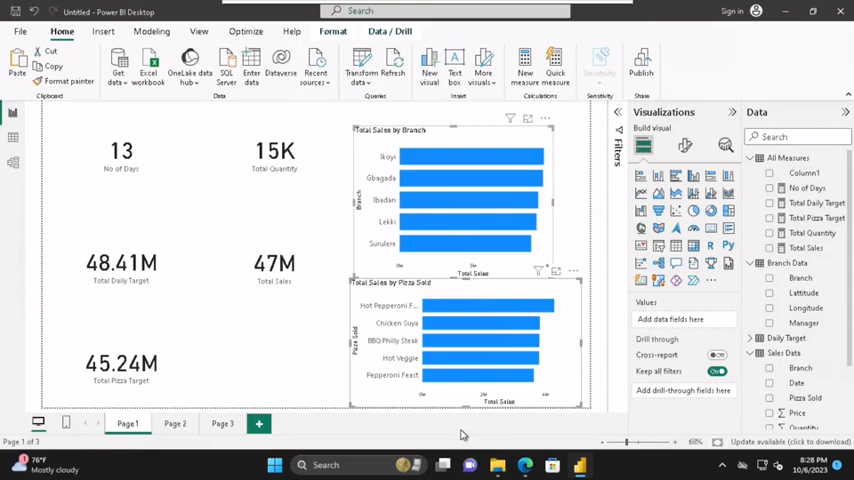 Untitled - Power BI Desktop
Search
Sign in
File
Home
Insert
Modeling
View
Optimize
Help
Format
Data / Drill
Paste
Cut
Copy
Format painter
Get data
Excel workbook
OneLake data hub
SQL Server
Enter data
Dataverse
Recent sources
Transform data
Refresh
New visual
Text box
More visuals
New measure
Quick measure
Sensitivity
Publish
Clipboard
Data
Queries
Insert
Calculations
Sensitivity
Share
13
No of Days
15K
Total Quantity
48.41M
Total Daily Target
47M
Total Sales
45.24M
Total Pizza Target
Total Sales by Branch
Branch
Ikoyi
Gbagada
Ibadan
Lekki
Surulere
Total Sales
Total Sales by Pizza Sold
Pizza Sold
Hot Pepperoni F...
Chicken Suya
BBQ Philly Steak
Hot Veggie
Pepperoni Feast
0M 2M 4M
Total Sales
Filters
Visualizations
Build visual
Values
Add data fields here
Drill through
Cross-report
Off
Keep all filters
On
Add drill-through fields here
Data
Search
All Measures
Column1
No of Days
Total Daily Target
Total Pizza Target
Total Quantity
Total Sales
Branch Data
Branch
Lattitude
Longitude
Manager
Daily Target
Sales Data
Branch
Date
Pizza Sold
Price
Quantity
Page 1
Page 2
Page 3
Page 1 of 3
68%
Update available (click to download)
76°F
Mostly cloudy
Search
8:28 PM
10/6/2023